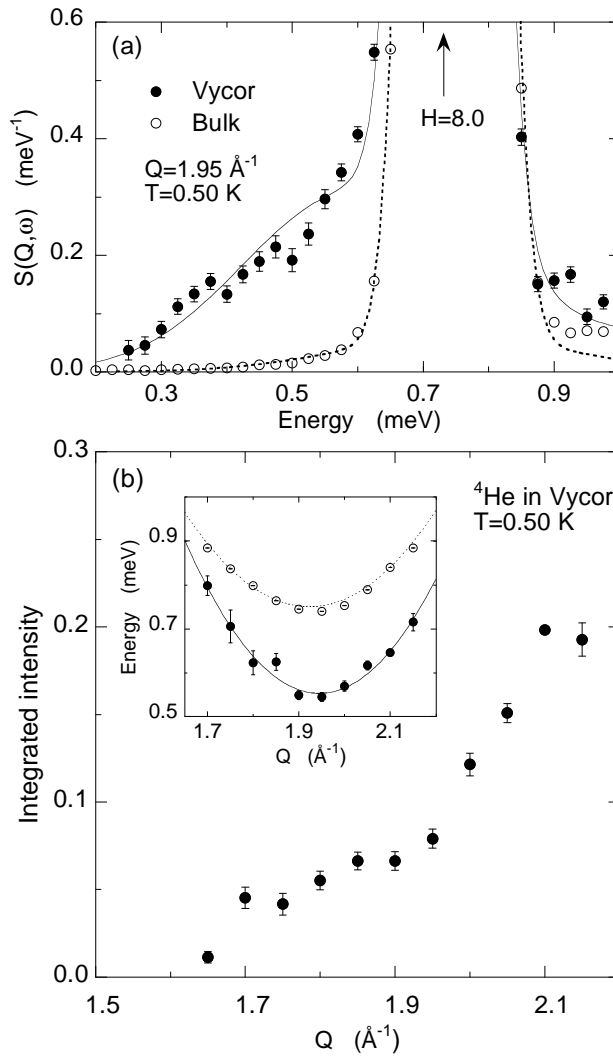 (a)
0.6
0.4
0.2
0.0
S(Q,ω) (meV⁻¹)
Vycor
Bulk
Q=1.95 Å⁻¹
T=0.50 K
H=8.0
0.3 0.5 0.7 0.9
Energy (meV)
(b)
0.3
0.2
0.1
0.0
Integrated intensity
⁴He in Vycor
T=0.50 K
0.9
0.7
0.5
Energy (meV)
1.7 1.9 2.1
Q (Å⁻¹)
1.5 1.7 1.9 2.1
Q (Å⁻¹)